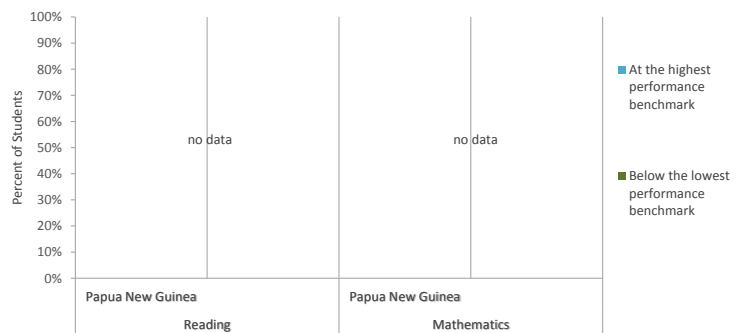 Percent of Students
100%
90%
80%
70%
60%
50%
40%
30%
20%
10%
0%
no data
no data
Papua New Guinea
Papua New Guinea
Reading
Mathematics
At the highest
performance
benchmark
Below the lowest
performance
benchmark